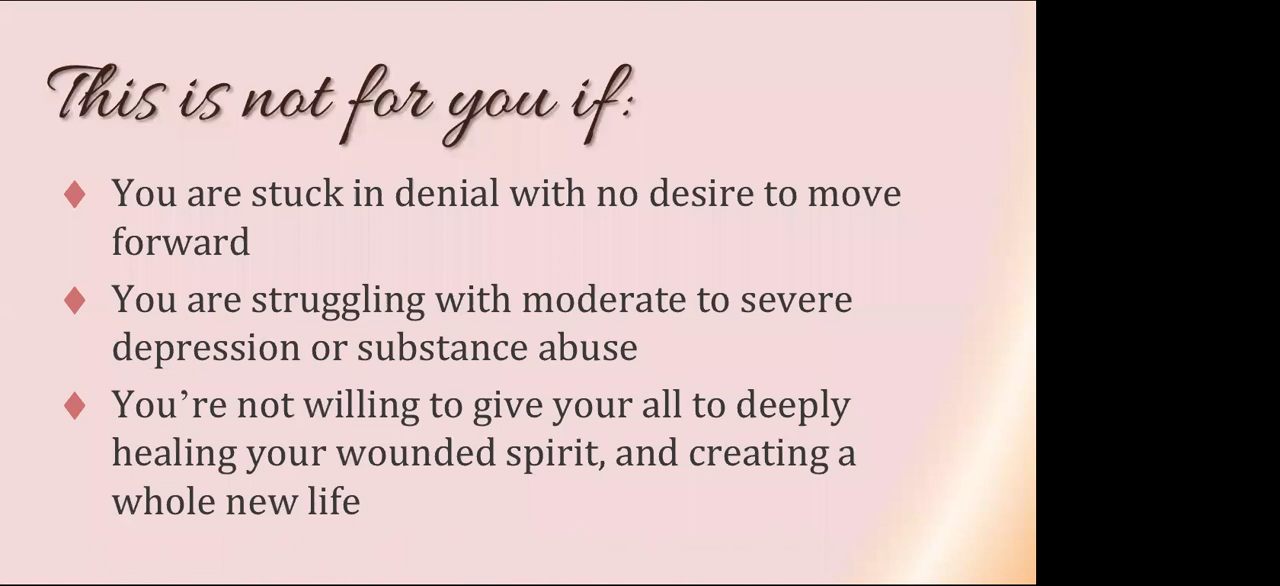 This is not for you if:
You are stuck in denial with no desire to move
forward
You are struggling with moderate to severe
depression or substance abuse
You’re not willing to give your all to deeply
healing your wounded spirit, and creating a
whole new life